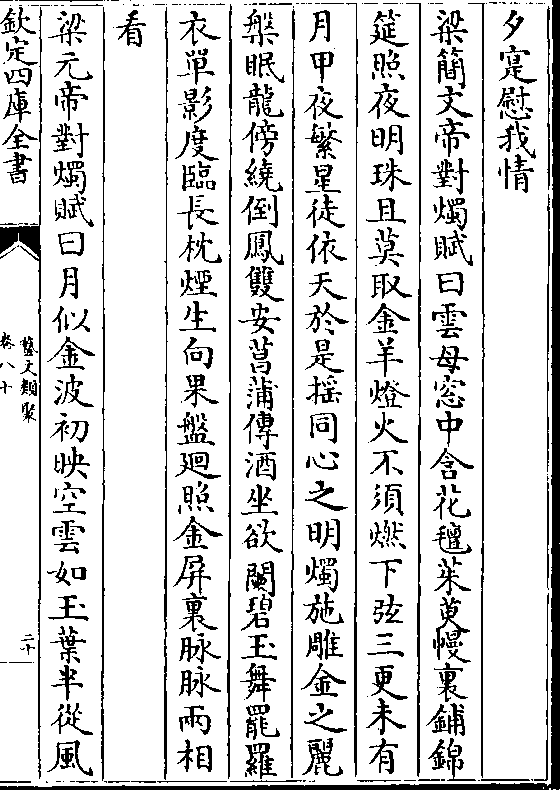 夕寔慰我情
梁簡文帝對燭賦曰雲母窓中含花氊茱萸幔裏鋪錦
筵照夜明珠且莫取金羊燈火不須燃下弦三更未有
月甲夜繁星徒依天於是揺同心之明燭施雕金之麗
槃眠龍傍繞倒鳳雙安菖蒲傳酒坐欲闌碧玉舞罷羅
衣單影度臨長枕煙生向果盤廻照金屏裏脉脉兩相
看
梁元帝對燭賦曰月似金波初映空雲如玉葉半從風
欽定四庫全書
藝文類聚
卷八十
二十